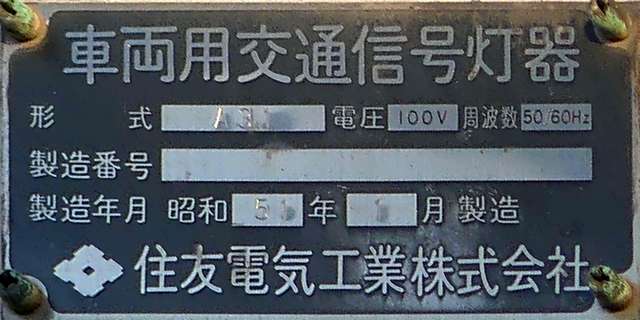 車両用交通信号灯器
形式 電圧 100V 周波数 50/60Hz
製造番号
製造年月 昭和 年 月 製造
住友電気工業株式会社